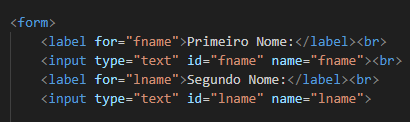 <form>
<label for="fname">Primeiro Nome:</label><br>
<input type="text" id="fname" name="fname"><br>
<label for="lname">Segundo Nome:</label><br>
<input type="text" id="lname" name="lname">